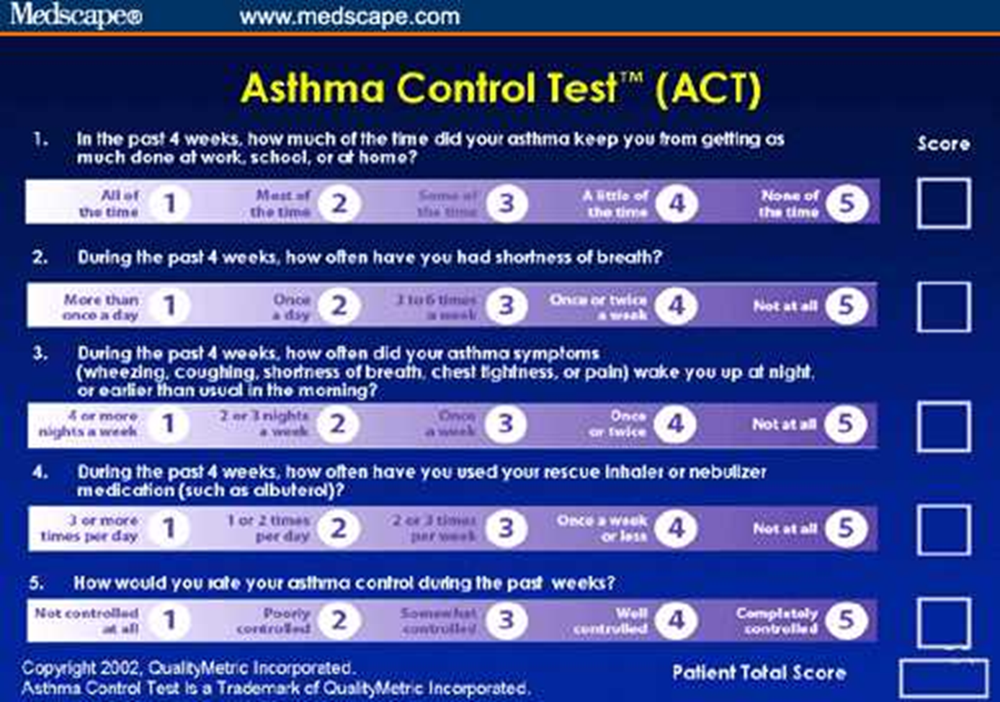 Medscape® www.medscape.com
Asthma Control Test™ (ACT)
1. In the past 4 weeks, how much of the time did your asthma keep you from getting as
much done at work, school, or at home?
Score
All of
the time 1 Most of
the time 2 Some of
the time 3 A little of
the time 4 None of
the time 5
2. During the past 4 weeks, how often have you had shortness of breath?
More than
once a day 1 Once
a day 2 3 to 6 times
a week 3 Once or twice
a week 4 Not at all 5
3. During the past 4 weeks, how often did your asthma symptoms
(wheezing, coughing, shortness of breath, chest tightness, or pain) wake you up at night,
or earlier than usual in the morning?
4 or more
nights a week 1 2 or 3 nights
a week 2 Once
a week 3 Once
or twice 4 Not at all 5
4. During the past 4 weeks, how often have you used your rescue inhaler or nebulizer
medication (such as albuterol)?
3 or more
times per day 1 1 or 2 times
per day 2 2 or 3 times
per week 3 Once a week
or less 4 Not at all 5
5. How would you rate your asthma control during the past weeks?
Not controlled
at all 1 Poorly
controlled 2 Somewhat
controlled 3 Well
controlled 4 Completely
controlled 5
Copyright 2002, QualityMetric Incorporated.
Asthma Control Test is a Trademark of QualityMetric Incorporated.
Patient Total Score